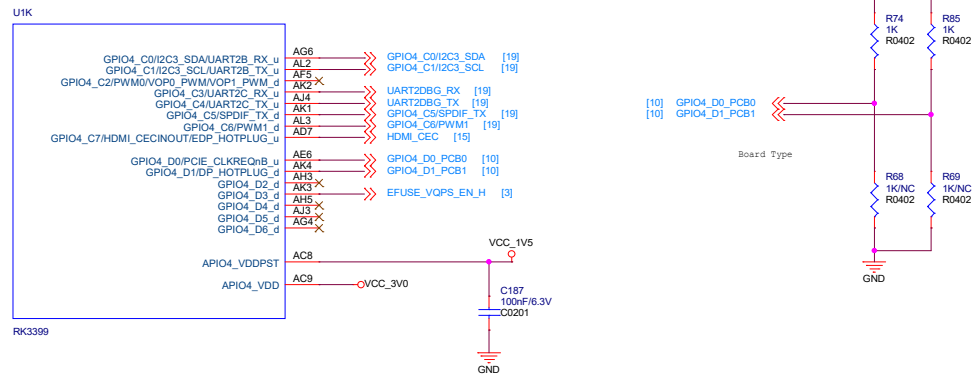 U1K
GPIO4_C0/I2C3_SDA/UART2B_RX_u AG6 GPIO4_C0/I2C3_SDA [19]
GPIO4_C1/I2C3_SCL/UART2B_TX_u AL2 GPIO4_C1/I2C3_SCL [19]
GPIO4_C2/PWM0/VOP0_PWM/VOP1_PWM_d AF5
GPIO4_C3/UART2C_RX_u AK2 UART2DBG_RX [19]
GPIO4_C4/UART2C_TX_u AJ4 UART2DBG_TX [19]
GPIO4_C5/SPDIF_TX_d AK1 GPIO4_C5/SPDIF_TX [19]
GPIO4_C6/PWM1_d AL3 GPIO4_C6/PWM1 [19]
GPIO4_C7/HDMI_CECINOUT/EDP_HOTPLUG_u AD7 HDMI_CEC [15]
GPIO4_D0/PCIE_CLKREQnB_u AE6 GPIO4_D0_PCB0 [10]
GPIO4_D1/DP_HOTPLUG_d AK4 GPIO4_D1_PCB1 [10]
GPIO4_D2_d AH3
GPIO4_D3_d AK3 EFUSE_VQPS_EN_H [3]
GPIO4_D4_d AH5
GPIO4_D5_d AJ3
GPIO4_D6_d AG4
APIO4_VDDPST AC8 VCC_1V5
APIO4_VDD AC9 VCC_3V0
C187
100nF/6.3V
C0201
GND
RK3399
R74
1K
R0402
R85
1K
R0402
[10] GPIO4_D0_PCB0
[10] GPIO4_D1_PCB1
Board Type
R68
1K/NC
R0402
R69
1K/NC
R0402
GND